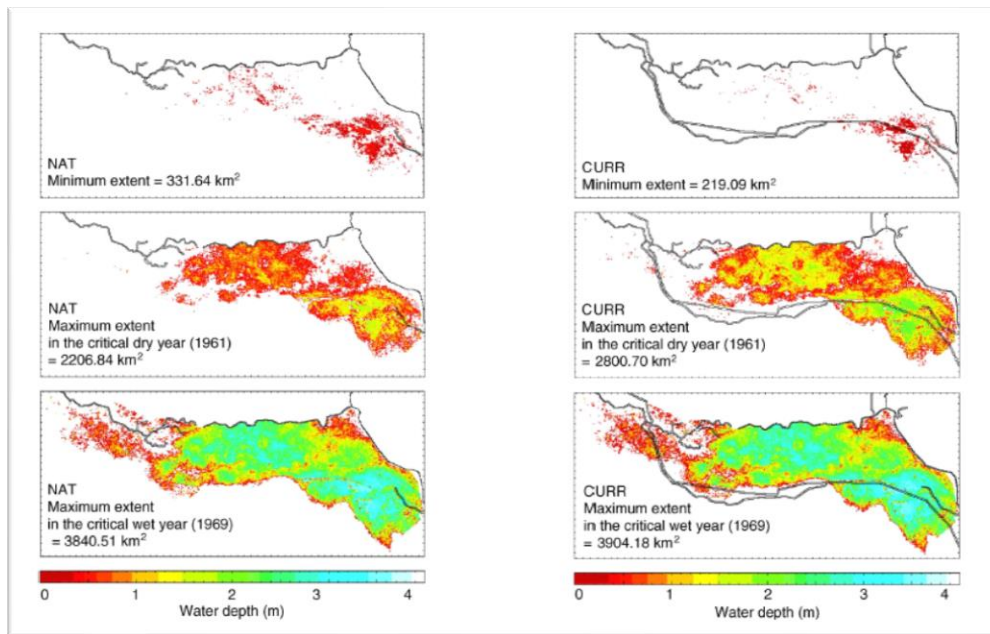 NAT
Minimum extent = 331.64 km²
CURR
Minimum extent = 219.09 km²
NAT
Maximum extent
in the critical dry year (1961)
= 2206.84 km²
CURR
Maximum extent
in the critical dry year (1961)
= 2800.70 km²
NAT
Maximum extent
in the critical wet year (1969)
= 3840.51 km²
CURR
Maximum extent
in the critical wet year (1969)
= 3904.18 km²
0 1 2 3 4
Water depth (m)
0 1 2 3 4
Water depth (m)